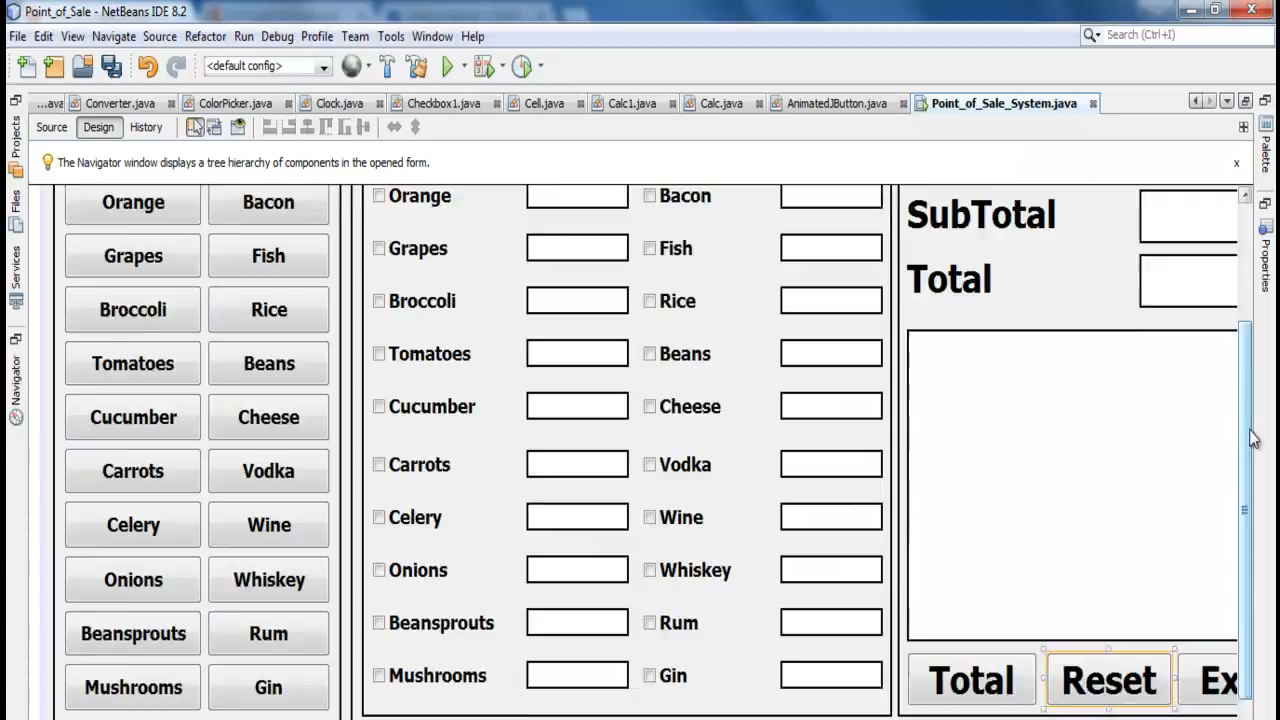 Point_of_Sale - NetBeans IDE 8.2
File Edit View Navigate Source Refactor Run Debug Profile Team Tools Window Help
Search (Ctrl+I)
<default config>
...ava Converter.java ColorPicker.java Clock.java Checkbox1.java Cell.java Calc1.java Calc.java AnimatedJButton.java Point_of_Sale_System.java
Source Design History
The Navigator window displays a tree hierarchy of components in the opened form. x
Projects
Files
Services
Navigator
Palette
Properties
Orange Bacon
Grapes Fish
Broccoli Rice
Tomatoes Beans
Cucumber Cheese
Carrots Vodka
Celery Wine
Onions Whiskey
Beansprouts Rum
Mushrooms Gin
Orange Bacon
Grapes Fish
Broccoli Rice
Tomatoes Beans
Cucumber Cheese
Carrots Vodka
Celery Wine
Onions Whiskey
Beansprouts Rum
Mushrooms Gin
SubTotal
Total
Total Reset Ex